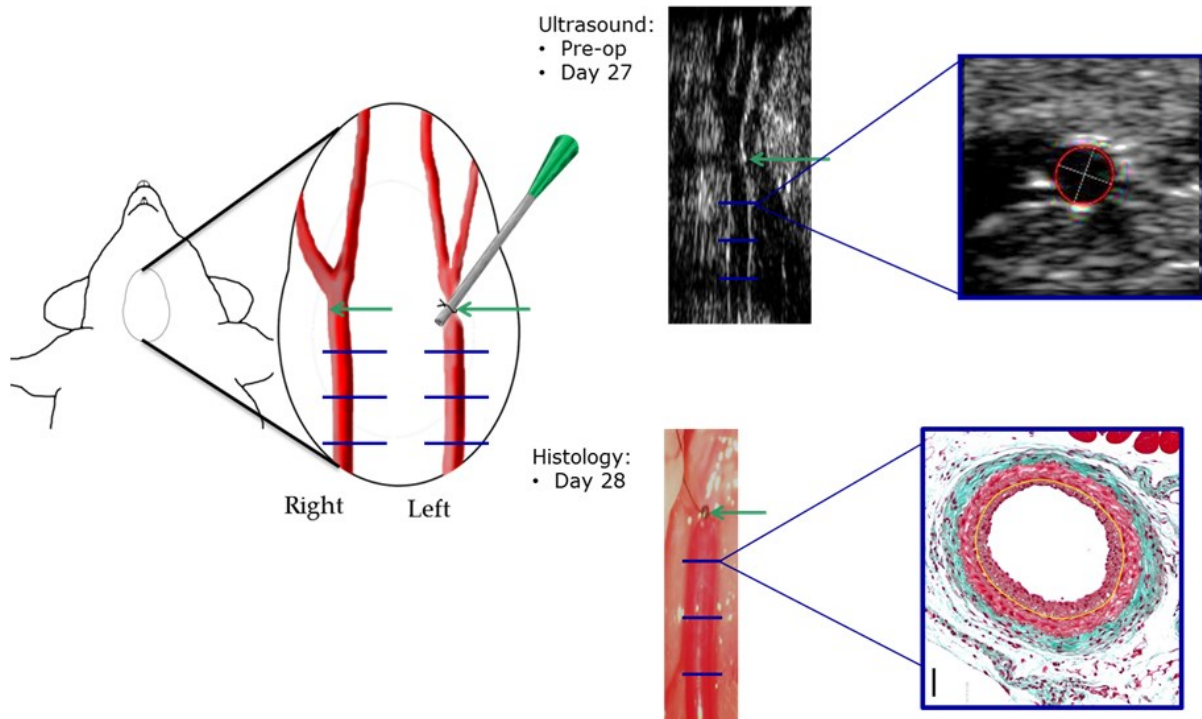 Ultrasound:
• Pre-op
• Day 27
Right
Left
Histology:
• Day 28